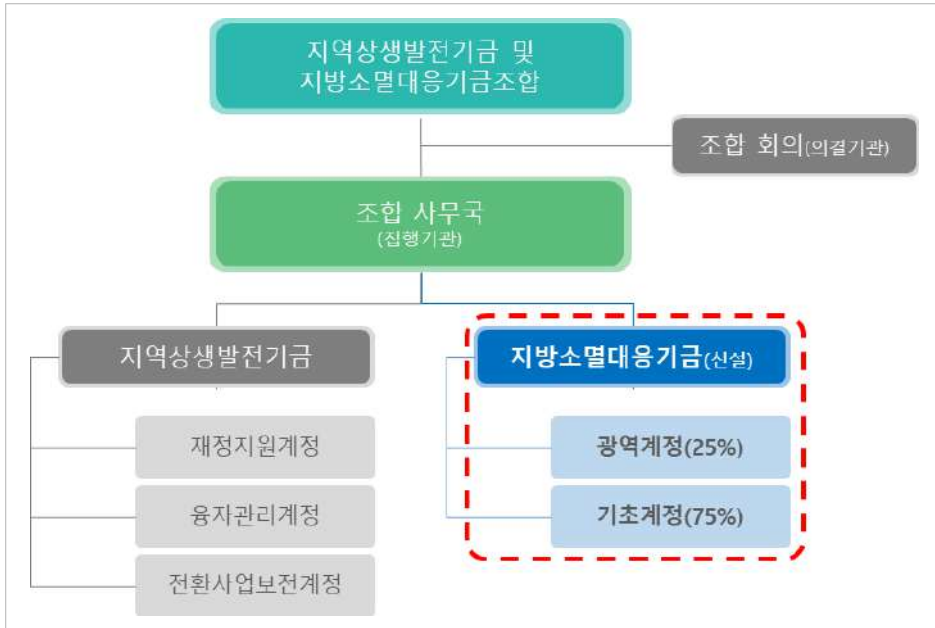 지역상생발전기금 및
지방소멸대응기금조합
조합 회의(의결기관)
조합 사무국
(집행기관)
지역상생발전기금
지방소멸대응기금(신설)
재정지원계정
광역계정(25%)
융자관리계정
기초계정(75%)
전환사업보전계정